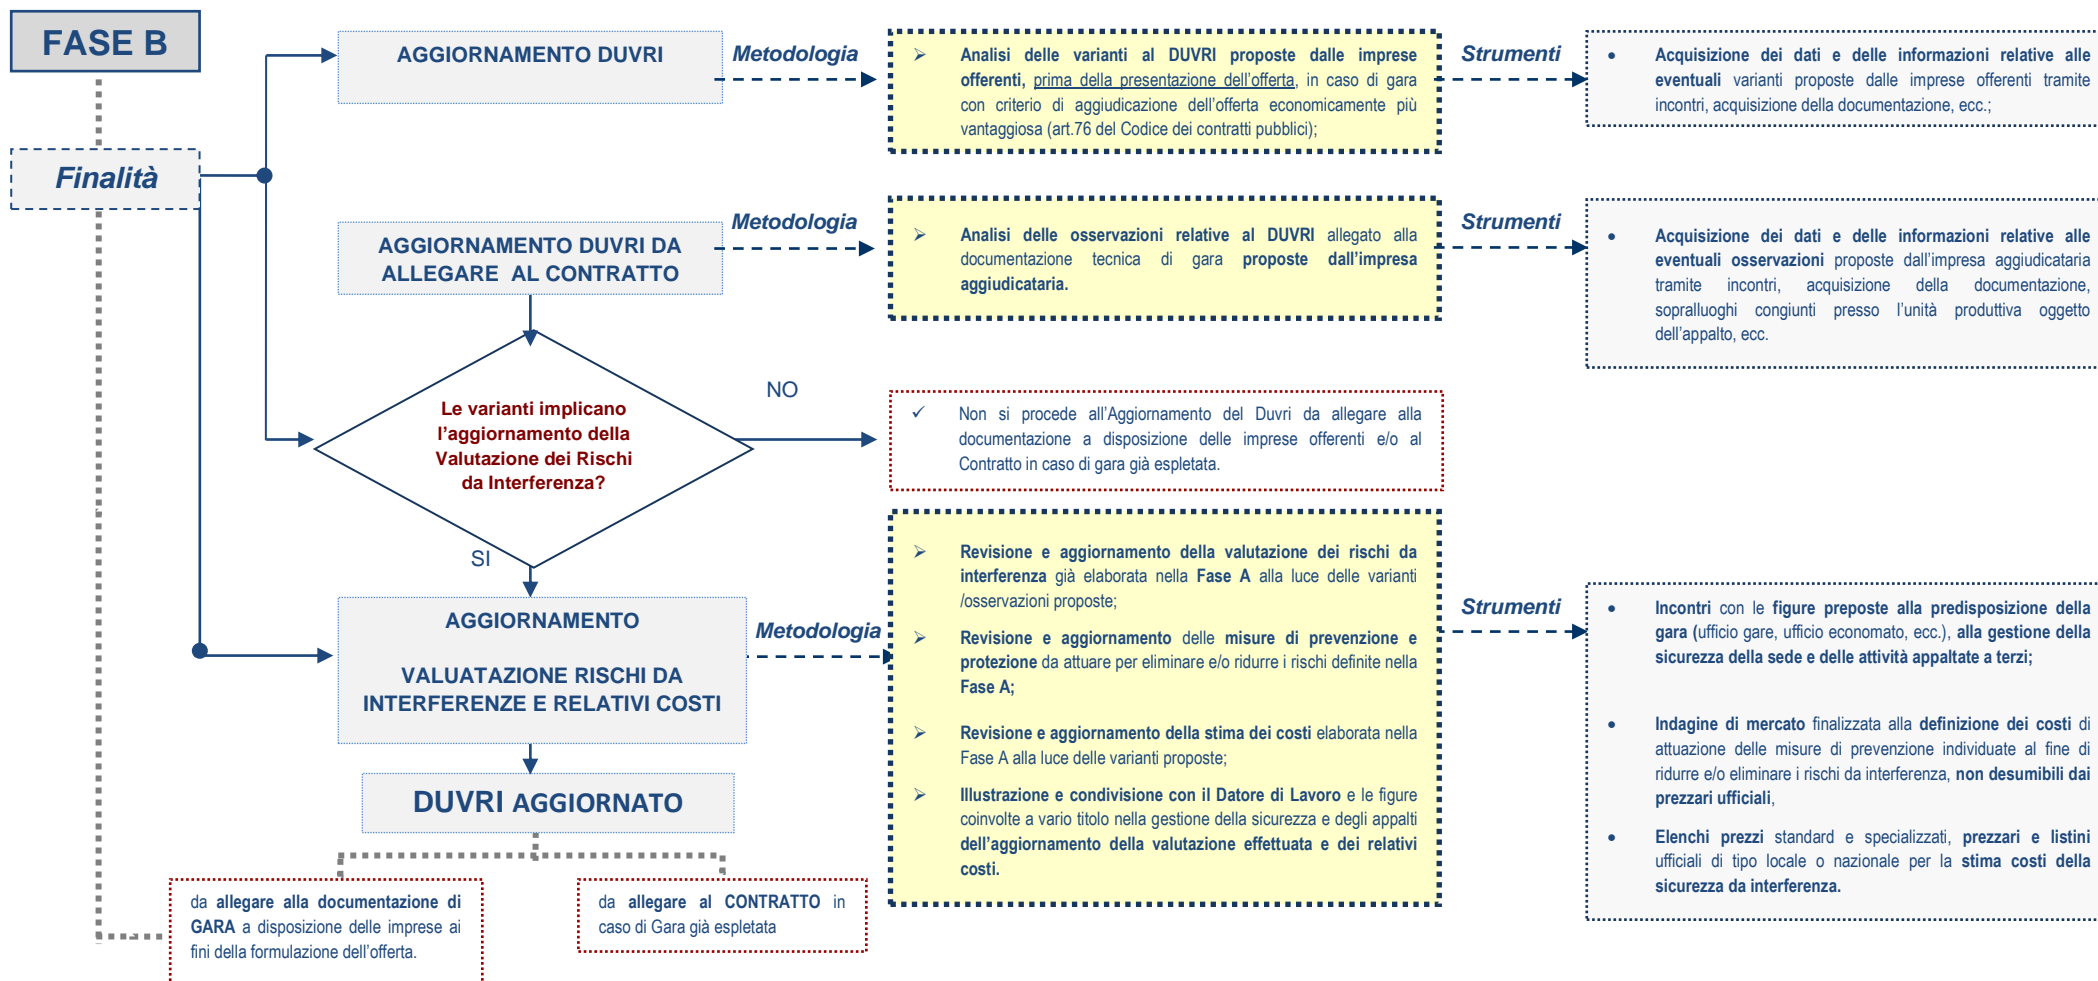 FASE B
Finalità
AGGIORNAMENTO DUVRI
Metodologia
➢ Analisi delle varianti al DUVRI proposte dalle imprese
offerenti, prima della presentazione dell'offerta, in caso di gara
con criterio di aggiudicazione dell'offerta economicamente più
vantaggiosa (art.76 del Codice dei contratti pubblici);
Strumenti
• Acquisizione dei dati e delle informazioni relative alle
eventuali varianti proposte dalle imprese offerenti tramite
incontri, acquisizione della documentazione, ecc.;
AGGIORNAMENTO DUVRI DA
ALLEGARE AL CONTRATTO
Metodologia
➢ Analisi delle osservazioni relative al DUVRI allegato alla
documentazione tecnica di gara proposte dall'impresa
aggiudicataria.
Strumenti
• Acquisizione dei dati e delle informazioni relative alle
eventuali osservazioni proposte dall'impresa aggiudicataria
tramite incontri, acquisizione della documentazione,
sopralluoghi congiunti presso l'unità produttiva oggetto
dell'appalto, ecc.
Le varianti implicano
l'aggiornamento della
Valutazione dei Rischi
da Interferenza?
NO
✓ Non si procede all'Aggiornamento del Duvri da allegare alla
documentazione a disposizione delle imprese offerenti e/o al
Contratto in caso di gara già espletata.
SI
AGGIORNAMENTO
VALUATAZIONE RISCHI DA
INTERFERENZE E RELATIVI COSTI
Metodologia
➢ Revisione e aggiornamento della valutazione dei rischi da
interferenza già elaborata nella Fase A alla luce delle varianti
/osservazioni proposte;
➢ Revisione e aggiornamento delle misure di prevenzione e
protezione da attuare per eliminare e/o ridurre i rischi definite nella
Fase A;
➢ Revisione e aggiornamento della stima dei costi elaborata nella
Fase A alla luce delle varianti proposte;
➢ Illustrazione e condivisione con il Datore di Lavoro e le figure
coinvolte a vario titolo nella gestione della sicurezza e degli appalti
dell'aggiornamento della valutazione effettuata e dei relativi
costi.
Strumenti
• Incontri con le figure preposte alla predisposizione della
gara (ufficio gare, ufficio economato, ecc.), alla gestione della
sicurezza della sede e delle attività appaltate a terzi;
• Indagine di mercato finalizzata alla definizione dei costi di
attuazione delle misure di prevenzione individuate al fine di
ridurre e/o eliminare i rischi da interferenza, non desumibili dai
prezzari ufficiali,
• Elenchi prezzi standard e specializzati, prezzari e listini
ufficiali di tipo locale o nazionale per la stima costi della
sicurezza da interferenza.
DUVRI AGGIORNATO
da allegare alla documentazione di
GARA a disposizione delle imprese ai
fini della formulazione dell'offerta.
da allegare al CONTRATTO in
caso di Gara già espletata